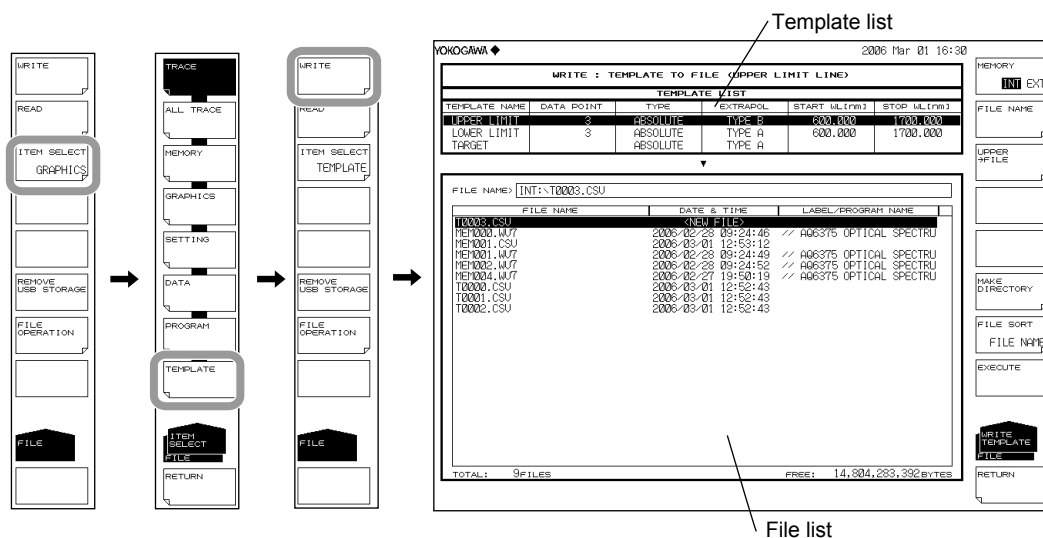 Template list
WRITE
READ
ITEM SELECT
GRAPHICS
REMOVE
USB STORAGE
FILE
OPERATION
FILE
TRACE
ALL TRACE
MEMORY
GRAPHICS
SETTING
DATA
PROGRAM
TEMPLATE
ITEM
SELECT
FILE
RETURN
WRITE
READ
ITEM SELECT
TEMPLATE
REMOVE
USB STORAGE
FILE
OPERATION
FILE
YOKOGAWA 2006 Mar 01 16:30
WRITE : TEMPLATE TO FILE (UPPER LIMIT LINE)
TEMPLATE LIST
TEMPLATE NAME DATA POINT TYPE EXTRAPOL START WL[nm] STOP WL[nm]
UPPER LIMIT 3 ABSOLUTE TYPE B 600.000 1700.000
LOWER LIMIT 3 ABSOLUTE TYPE A 600.000 1700.000
TARGET ABSOLUTE TYPE A
FILE NAME> INT:\T0003.CSV
FILE NAME DATE & TIME LABEL/PROGRAM NAME
T0003.CSV <NEW FILE>
MEM000.WV7 2006/02/28 09:24:46 // AQ6375 OPTICAL SPECTRU
MEM001.CSV 2006/03/01 12:53:12
MEM001.WV7 2006/02/28 09:24:49 // AQ6375 OPTICAL SPECTRU
MEM002.WV7 2006/02/28 09:24:52 // AQ6375 OPTICAL SPECTRU
MEM004.WV7 2006/02/27 19:50:19 // AQ6375 OPTICAL SPECTRU
T0000.CSV 2006/03/01 12:52:43
T0001.CSV 2006/03/01 12:52:43
T0002.CSV 2006/03/01 12:52:43
TOTAL: 9FILES FREE: 14,804,283,392BYTES
MEMORY
INT EXT
FILE NAME
UPPER
→FILE
MAKE
DIRECTORY
FILE SORT
FILE NAME
EXECUTE
WRITE
TEMPLATE
FILE
RETURN
File list